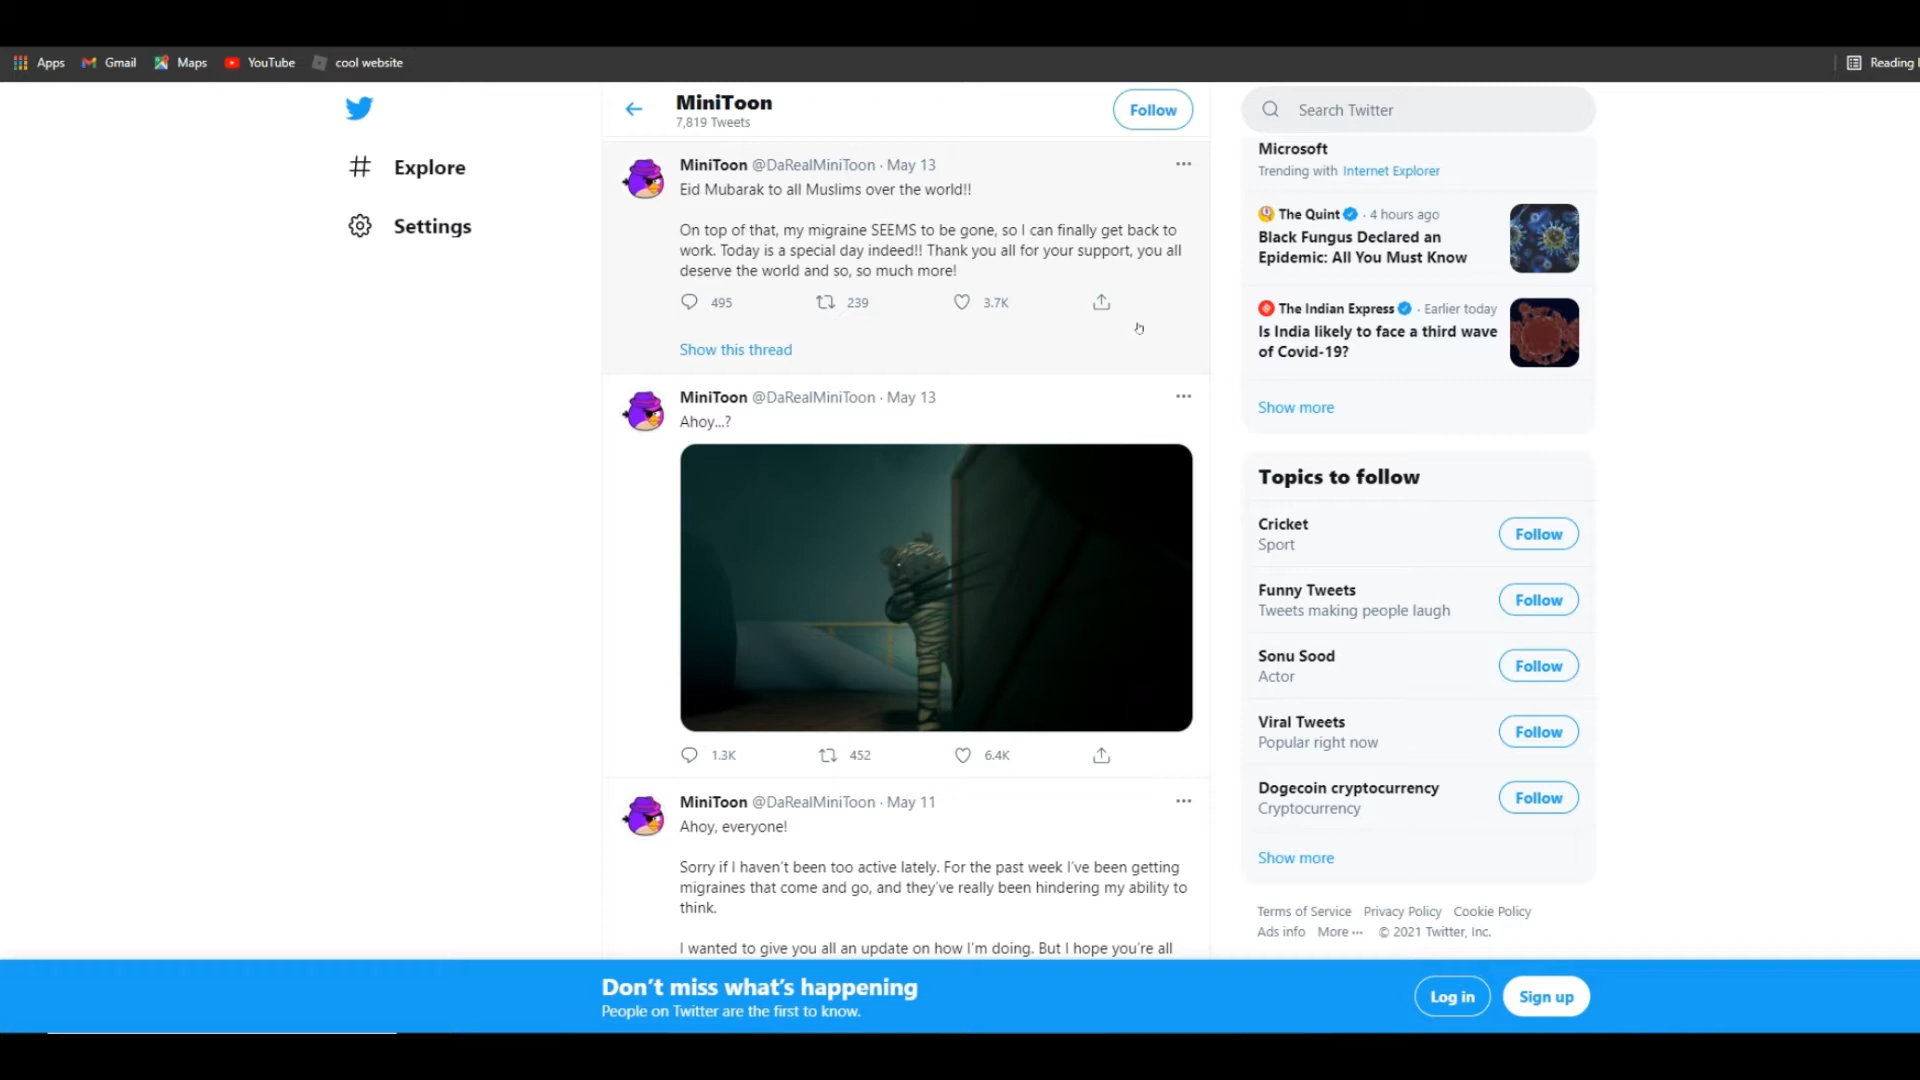 Apps Gmail Maps YouTube cool website
Reading
MiniToon
7,819 Tweets
Follow
Explore
Settings
MiniToon @DaRealMiniToon · May 13
Eid Mubarak to all Muslims over the world!!
On top of that, my migraine SEEMS to be gone, so I can finally get back to
work. Today is a special day indeed!! Thank you all for your support, you all
deserve the world and so, so much more!
495 239 3.7K
Show this thread
MiniToon @DaRealMiniToon · May 13
Ahoy...?
1.3K 452 6.4K
MiniToon @DaRealMiniToon · May 11
Ahoy, everyone!
Sorry if I haven't been too active lately. For the past week I've been getting
migraines that come and go, and they've really been hindering my ability to
think.
I wanted to give you all an update on how I'm doing. But I hope you're all
Search Twitter
Microsoft
Trending with Internet Explorer
The Quint · 4 hours ago
Black Fungus Declared an
Epidemic: All You Must Know
The Indian Express · Earlier today
Is India likely to face a third wave
of Covid-19?
Show more
Topics to follow
Cricket
Sport
Follow
Funny Tweets
Tweets making people laugh
Follow
Sonu Sood
Actor
Follow
Viral Tweets
Popular right now
Follow
Dogecoin cryptocurrency
Cryptocurrency
Follow
Show more
Terms of Service Privacy Policy Cookie Policy
Ads info More ··· © 2021 Twitter, Inc.
Don't miss what's happening
People on Twitter are the first to know.
Log in
Sign up